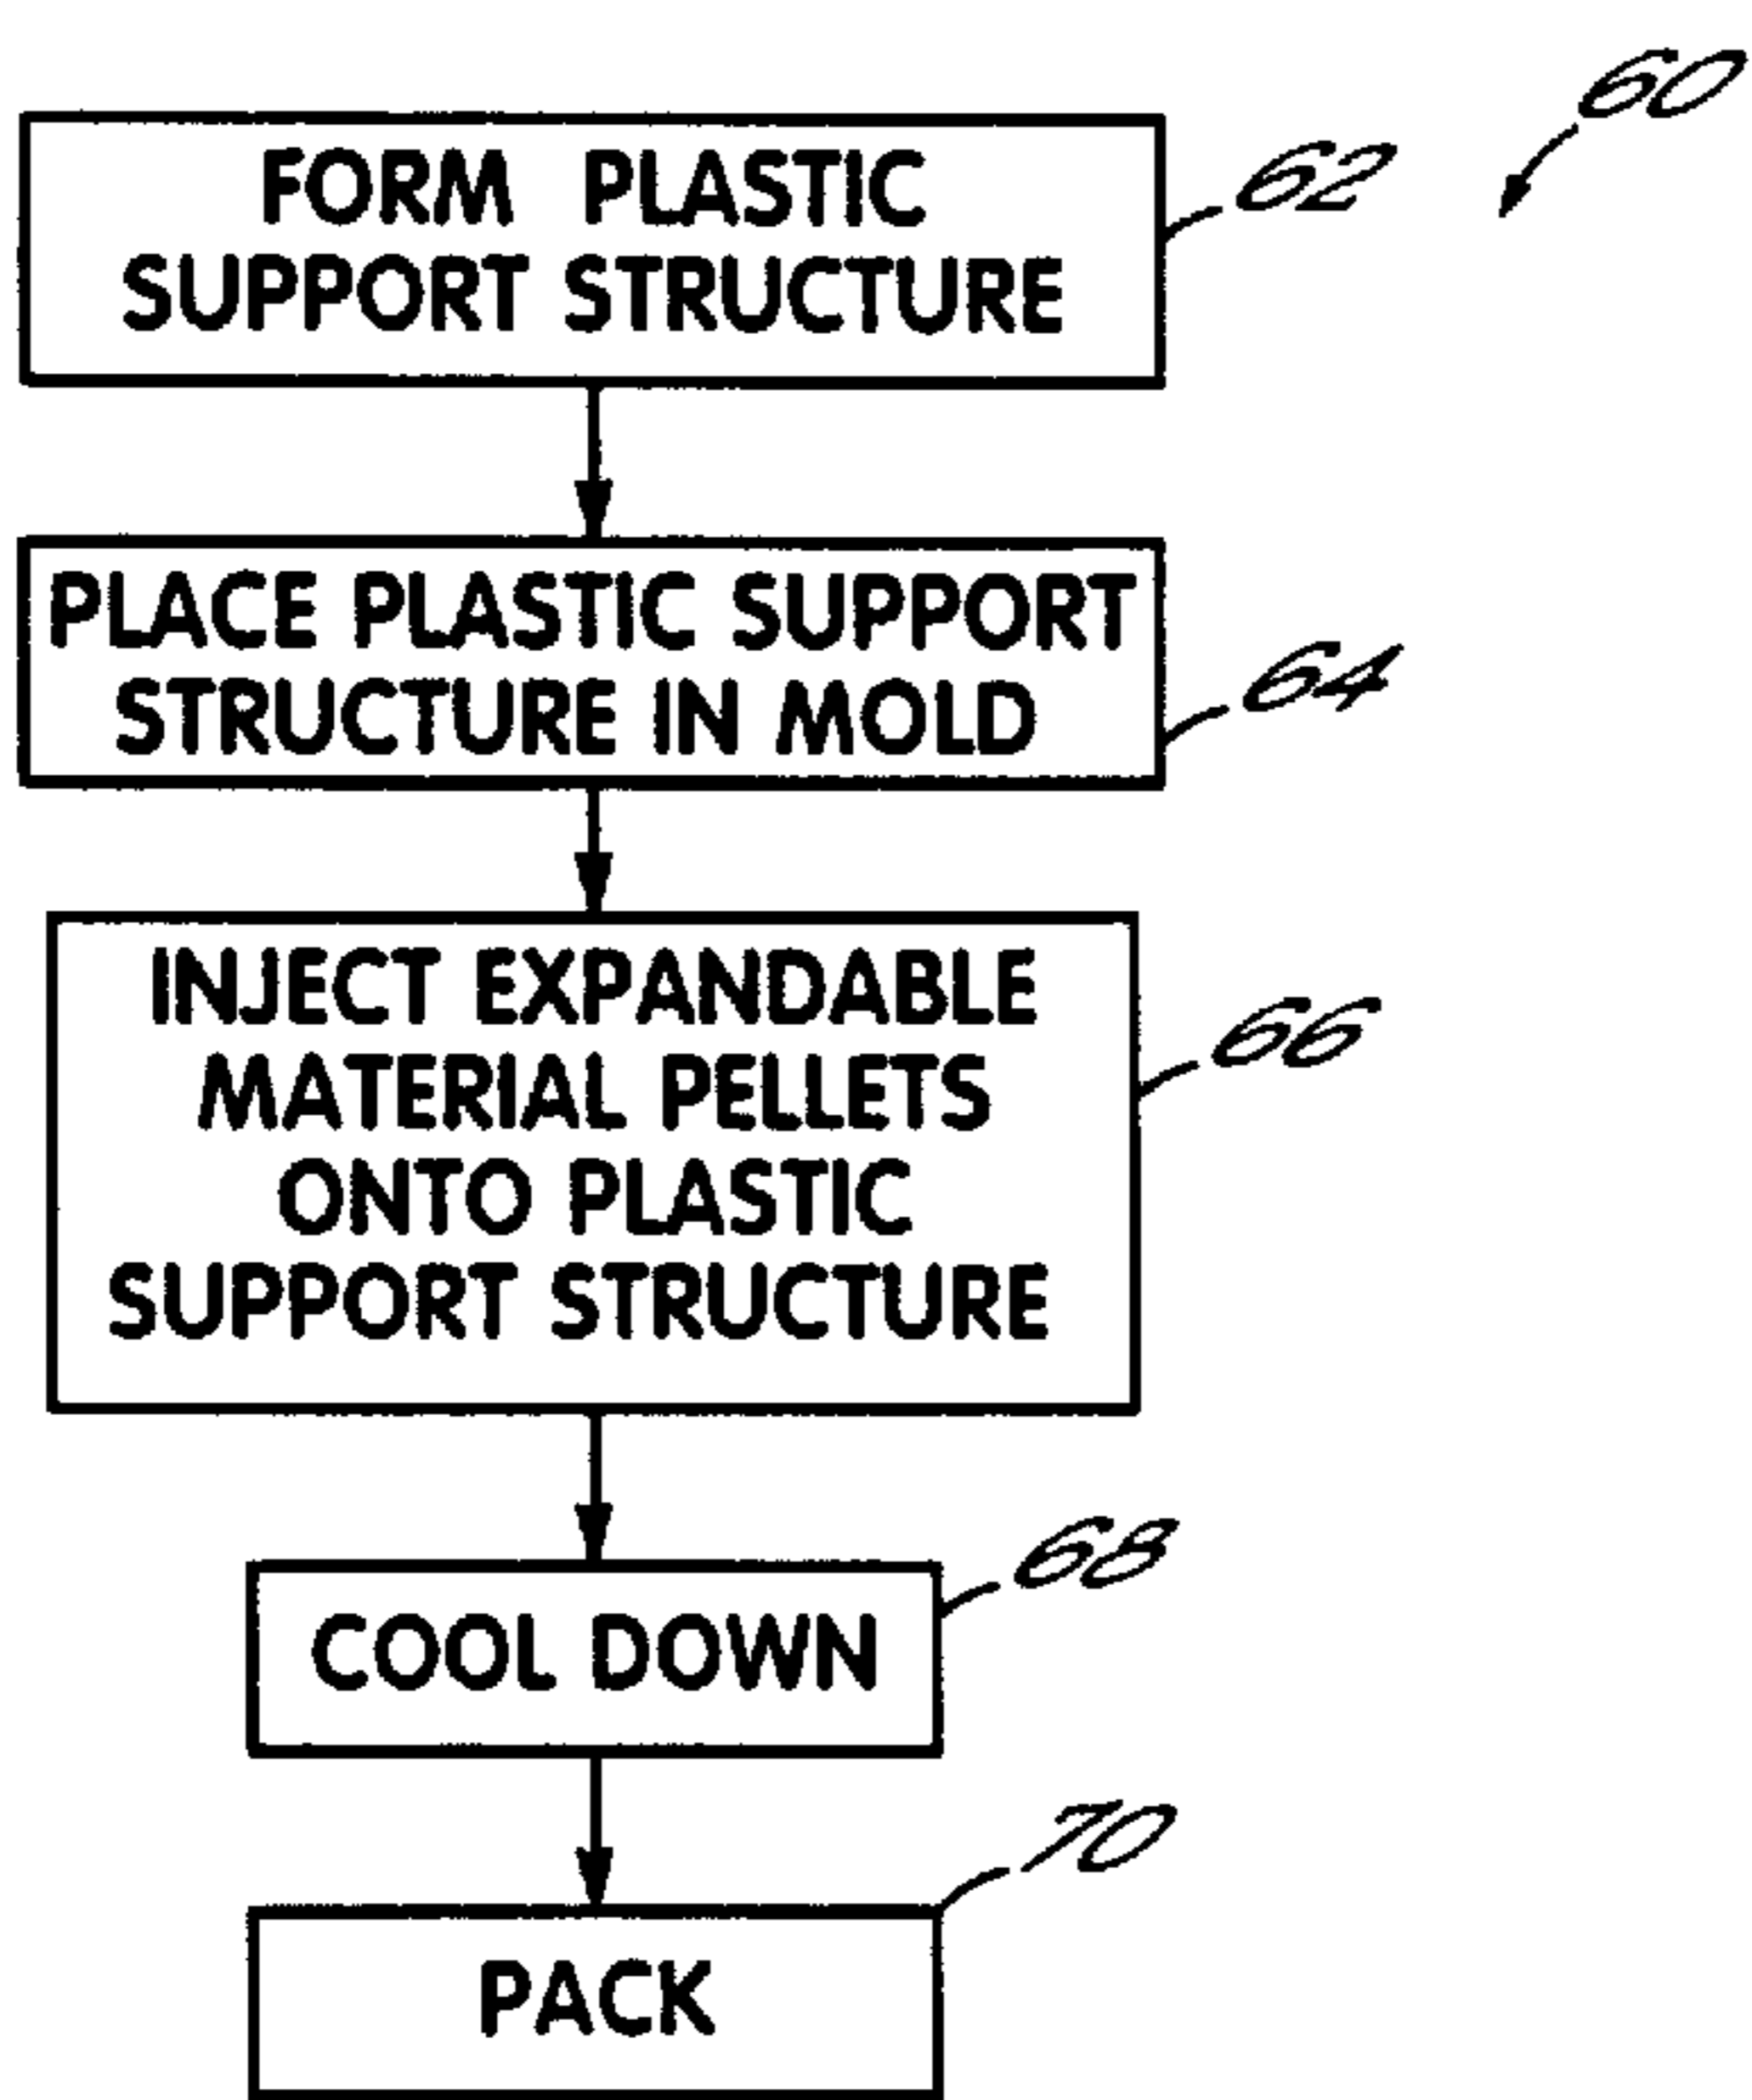 60
FORM PLASTIC
SUPPORT STRUCTURE
62
PLACE PLASTIC SUPPORT
STRUCTURE IN MOLD
64
INJECT EXPANDABLE
MATERIAL PELLETS
ONTO PLASTIC
SUPPORT STRUCTURE
66
COOL DOWN
68
PACK
70